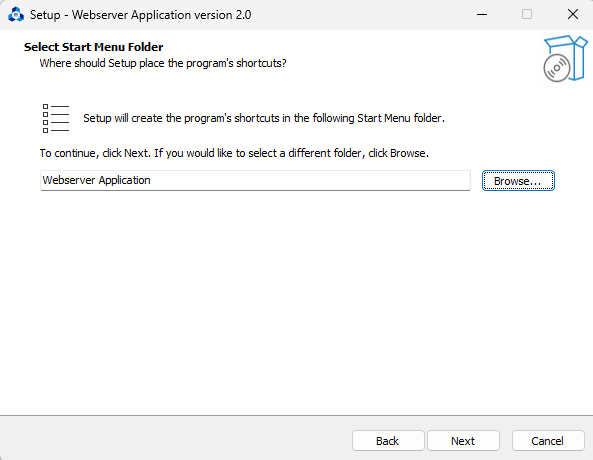 Setup - Webserver Application version 2.0
Select Start Menu Folder
Where should Setup place the program's shortcuts?
Setup will create the program's shortcuts in the following Start Menu folder.
To continue, click Next. If you would like to select a different folder, click Browse.
Webserver Application
Browse...
Back
Next
Cancel